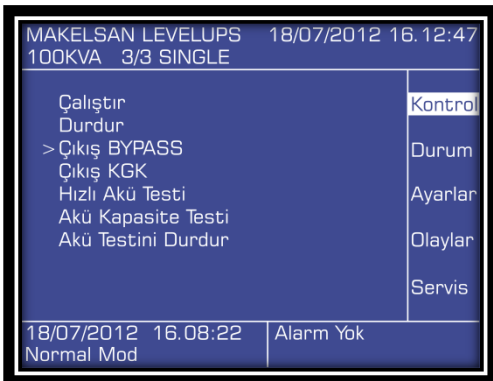 MAKELSAN LEVELUPS 18/07/2012 16.12:47
100KVA 3/3 SINGLE
Çalıştır
Durdur
>Çıkış BYPASS
Çıkış KGK
Hızlı Akü Testi
Akü Kapasite Testi
Akü Testini Durdur
Kontrol
Durum
Ayarlar
Olaylar
Servis
18/07/2012 16.08:22
Normal Mod
Alarm Yok